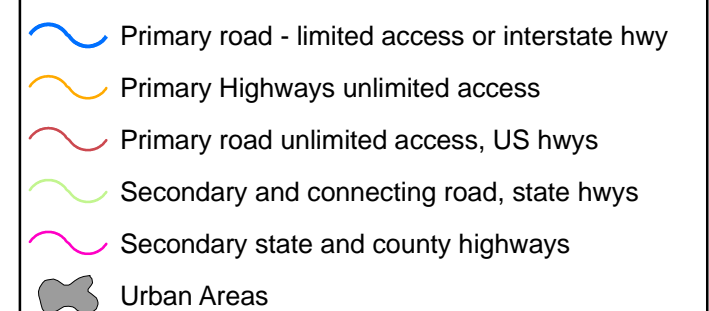 Primary road - limited access or interstate hwy
Primary Highways unlimited access
Primary road unlimited access, US hwys
Secondary and connecting road, state hwys
Secondary state and county highways
Urban Areas